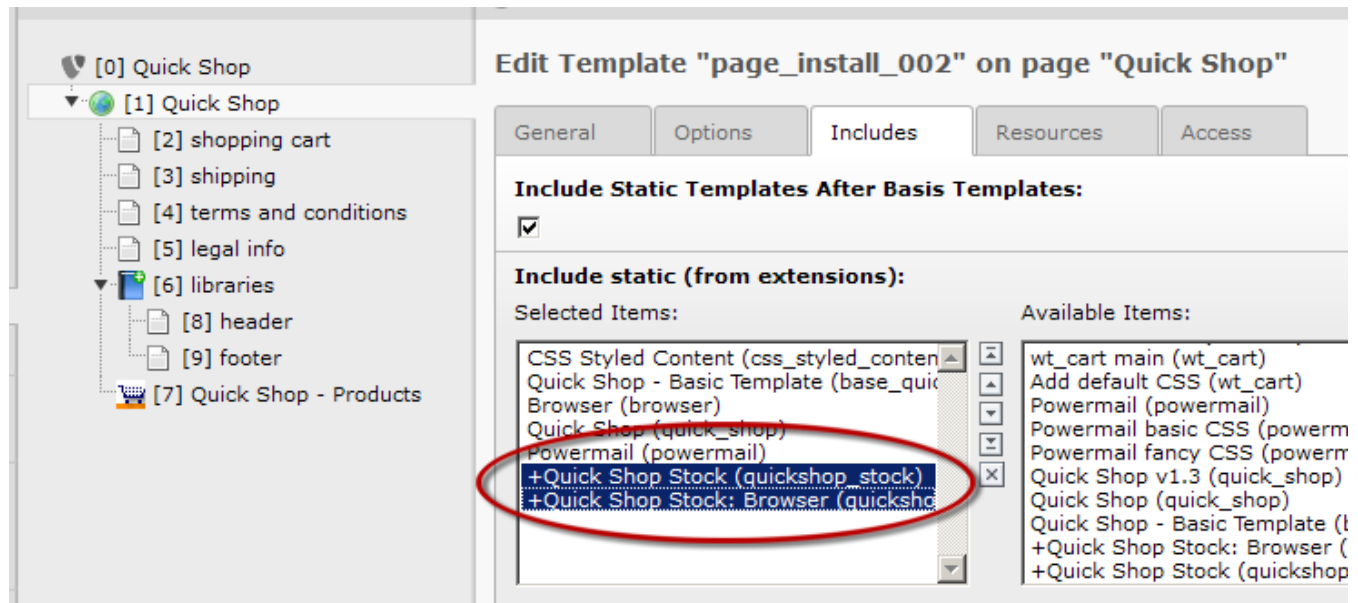 [0] Quick Shop
[1] Quick Shop
[2] shopping cart
[3] shipping
[4] terms and conditions
[5] legal info
[6] libraries
[8] header
[9] footer
[7] Quick Shop - Products
Edit Template "page_install_002" on page "Quick Shop"
General Options Includes Resources Access
Include Static Templates After Basis Templates:
Include static (from extensions):
Selected Items:
CSS Styled Content (css_styled_conten
Quick Shop - Basic Template (base_quic
Browser (browser)
Quick Shop (quick_shop)
Powermail (powermail)
+Quick Shop Stock (quickshop_stock)
+Quick Shop Stock: Browser (quicksho
Available Items:
wt_cart main (wt_cart)
Add default CSS (wt_cart)
Powermail (powermail)
Powermail basic CSS (powerm
Powermail fancy CSS (powerm
Quick Shop v1.3 (quick_shop)
Quick Shop (quick_shop)
Quick Shop - Basic Template (b
+Quick Shop Stock: Browser (
+Quick Shop Stock (quickshop